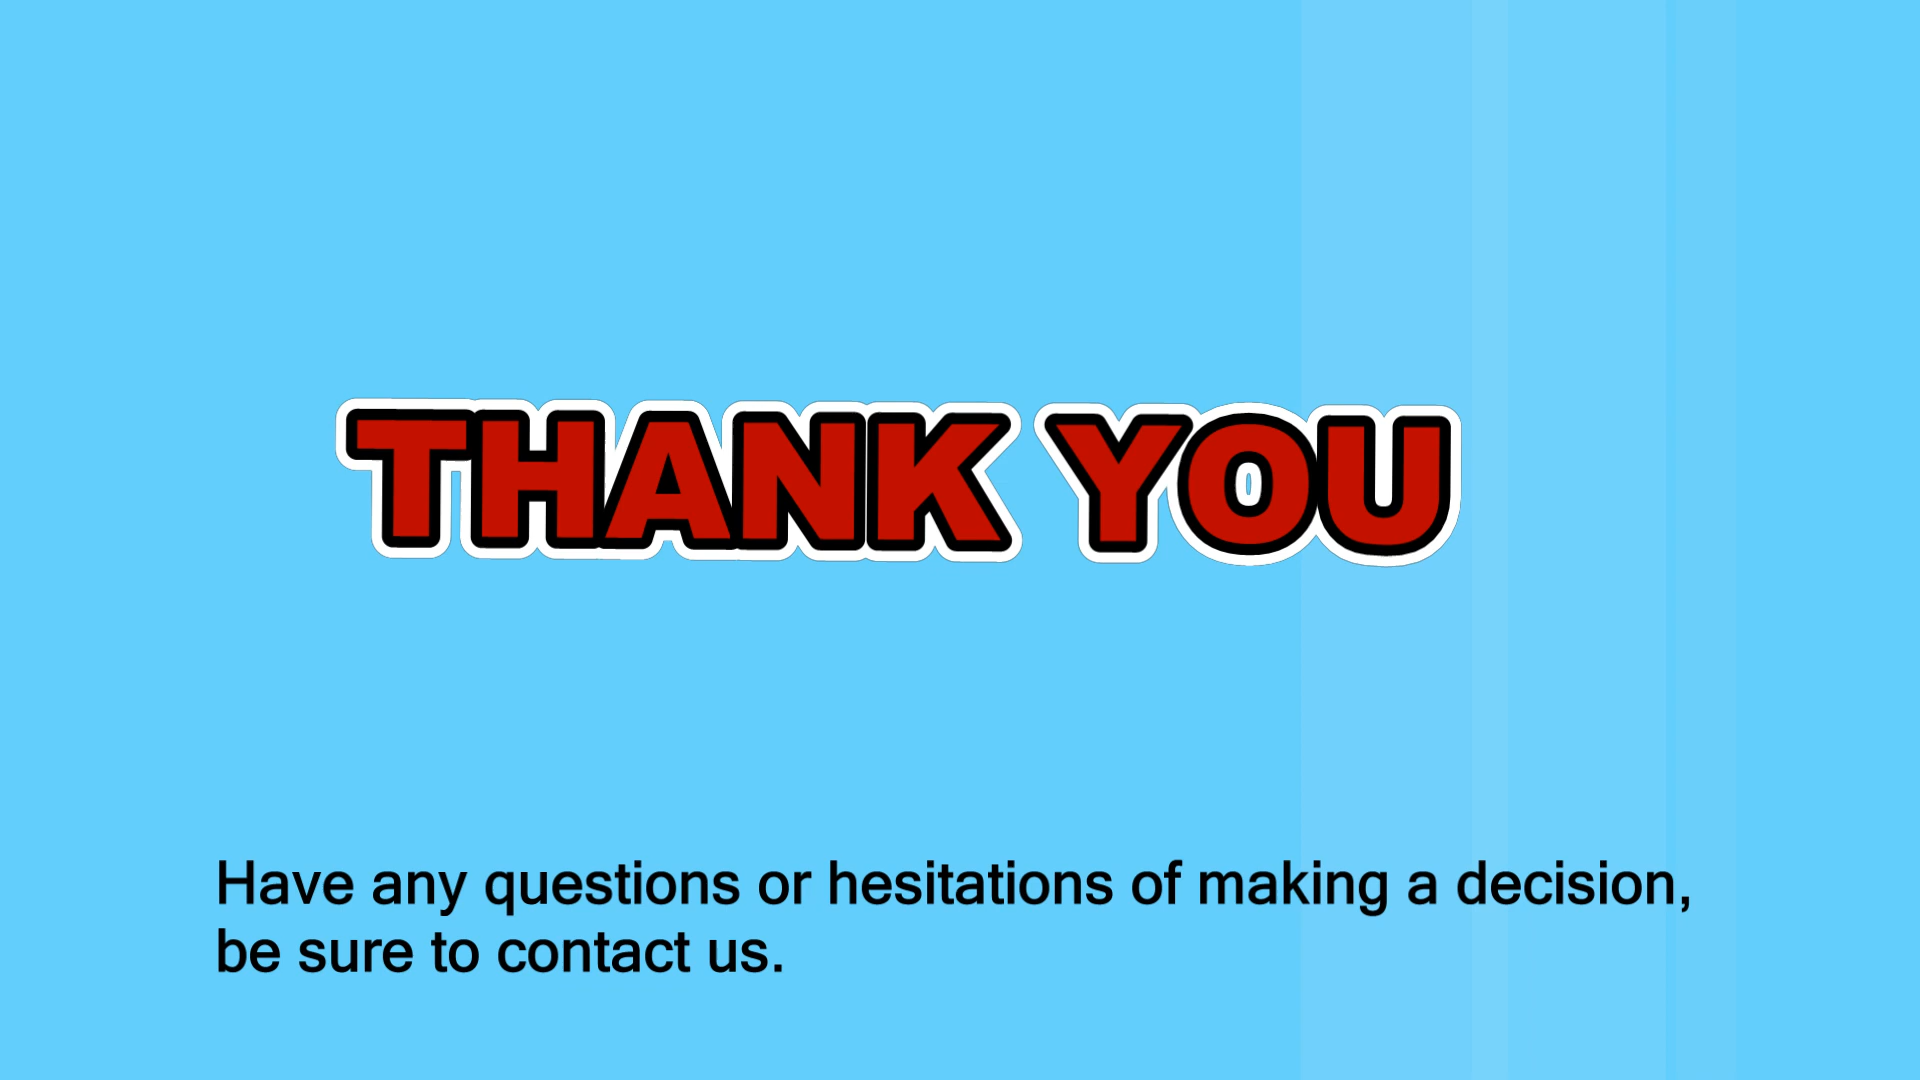 THANK YOU
Have any questions or hesitations of making a decision,
be sure to contact us.